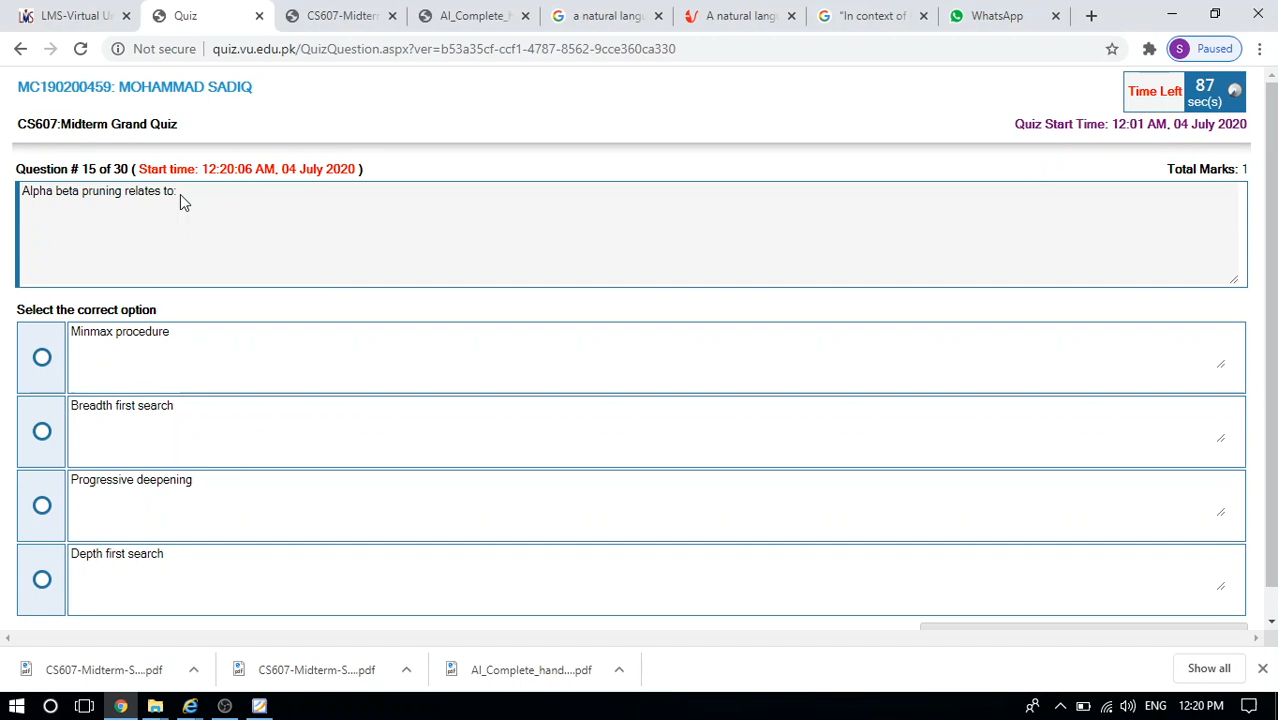 LMS-Virtual Un
Quiz
CS607-Midterm
AI_Complete_h
a natural langu
A natural langu
"In context of
WhatsApp
Not secure
quiz.vu.edu.pk/QuizQuestion.aspx?ver=b53a35cf-ccf1-4787-8562-9cce360ca330
S Paused
MC190200459: MOHAMMAD SADIQ
Time Left 87 sec(s)
CS607:Midterm Grand Quiz
Quiz Start Time: 12:01 AM, 04 July 2020
Question # 15 of 30 ( Start time: 12:20:06 AM, 04 July 2020 )
Total Marks: 1
Alpha beta pruning relates to:
Select the correct option
Minmax procedure
Breadth first search
Progressive deepening
Depth first search
CS607-Midterm-S....pdf
CS607-Midterm-S....pdf
AI_Complete_hand....pdf
Show all
ENG
12:20 PM